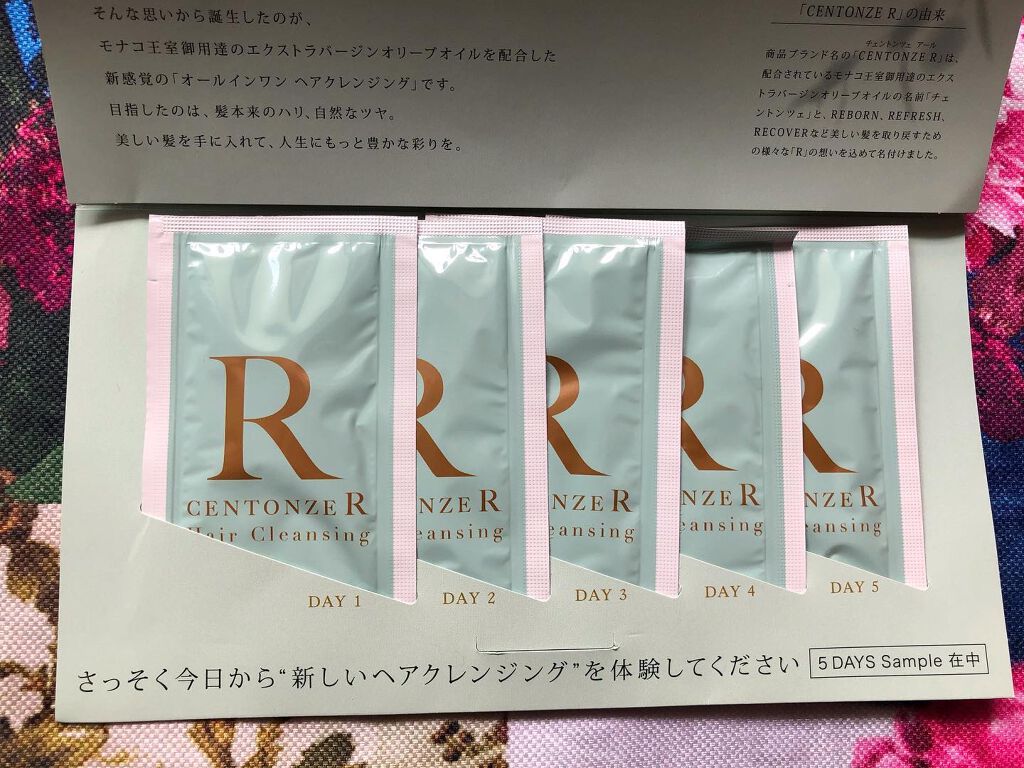 そんな思いから誕生したのが、
モナコ王室御用達のエクストラバージンオリーブオイルを配合した
新感覚の「オールインワン ヘアクレンジング」です。
目指したのは、髪本来のハリ、自然なツヤ。
美しい髪を手に入れて、人生にもっと豊かな彩りを。
「CENTONZE R」の由来
チェントンツェ アール
商品ブランド名の「CENTONZE R」は、
配合されているモナコ王室御用達のエクス
トラバージンオリーブオイルの名前「チェ
ントンツェ」と、REBORN、REFRESH、
RECOVERなど美しい髪を取り戻すため
の様々な「R」の想いを込めて名付けました。
R
CENTONZE R
Hair Cleansing
R
NZE R
eansing
R
ONZE R
eansing
R
NZE R
eansing
R
NZE R
eansing
DAY 1
DAY 2
DAY 3
DAY 4
DAY 5
さっそく今日から“新しいヘアクレンジング”を体験してください
5 DAYS Sample 在中